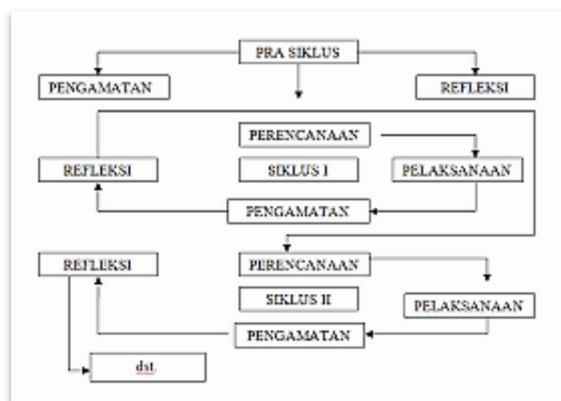 PRA SIKLUS
PENGAMATAN
REFLEKSI
PERENCANAAN
REFLEKSI
SIKLUS I
PELAKSANAAN
PENGAMATAN
REFLEKSI
PERENCANAAN
SIKLUS II
PELAKSANAAN
PENGAMATAN
dst.